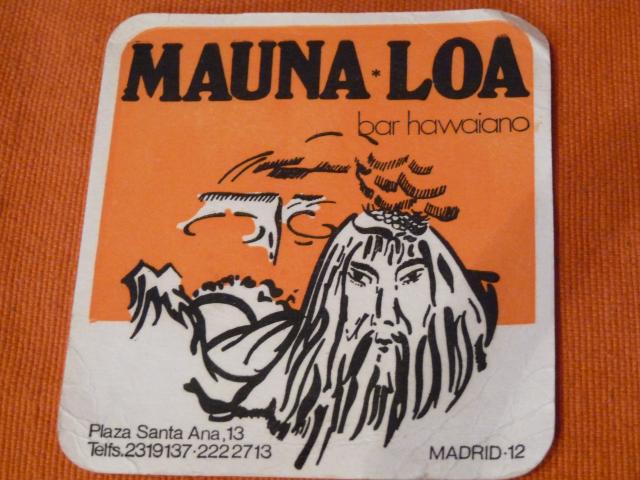 MAUNA * LOA
bar hawaiano
Plaza Santa Ana,13
Telfs.2319137·2222713
MADRID·12